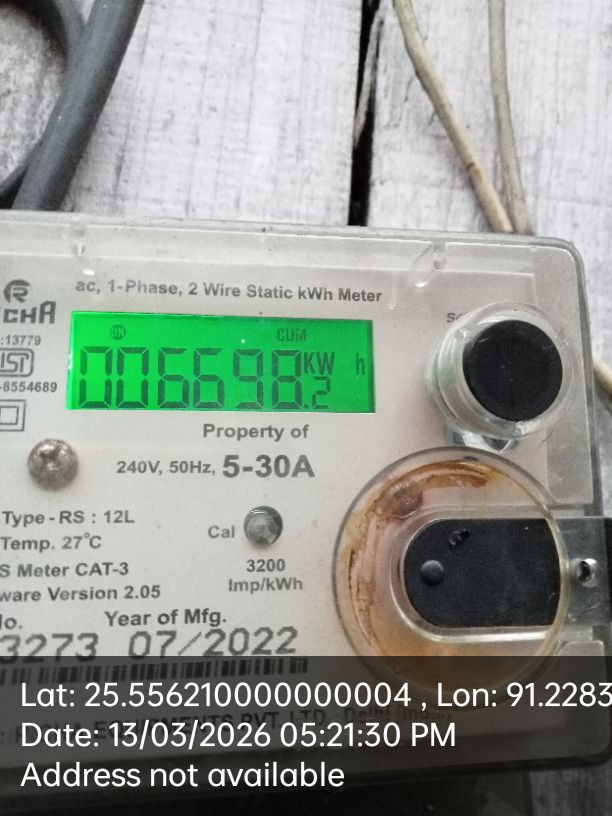 ac, 1-Phase, 2 Wire Static kWh Meter
CHA
:13779
ISI
-8554689
ON
CUM
006698.2 KW h
Property of
240V, 50Hz, 5-30A
Type - RS : 12L
Temp. 27°C
Cal
3200
Imp/kWh
S Meter CAT-3
ware Version 2.05
No.
Year of Mfg.
3273 07/2022
Lat: 25.556210000000004 , Lon: 91.2283
Date: 13/03/2026 05:21:30 PM
Address not available